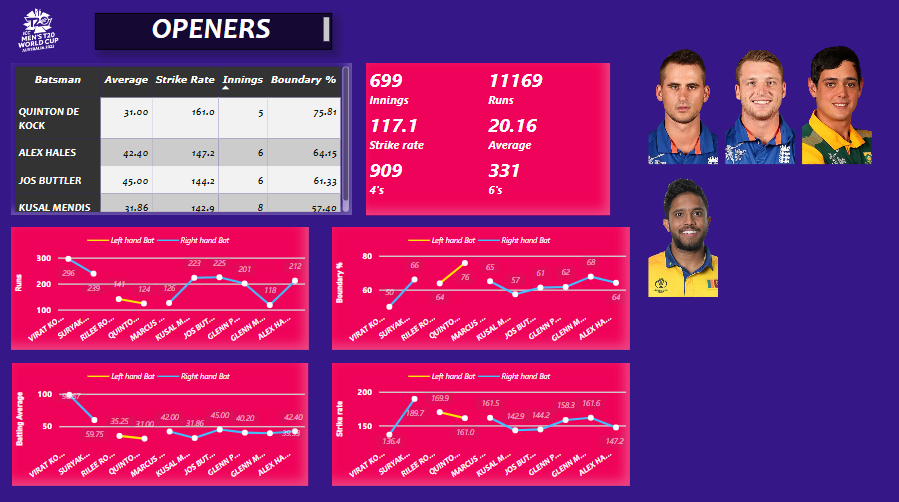 T20
ICC
MEN'S T20
WORLD CUP
AUSTRALIA 2022
OPENERS
Batsman Average Strike Rate Innings Boundary %
QUINTON DE KOCK 31.00 161.0 5 75.81
ALEX HALES 42.40 147.2 6 64.15
JOS BUTTLER 45.00 144.2 6 61.33
KUSAL MENDIS 31.86 142.9 8 57.40
699 11169
Innings Runs
117.1 20.16
Strike rate Average
909 331
4's 6's
Left hand Bat Right hand Bat
Runs
300
200
100
296 239 141 124 126 223 225 201 118 212
VIRAT KO... SURYAK... RILEE RO... QUINTO... MARCUS ... KUSAL M... JOS BUT... GLENN P... GLENN M... ALEX HA...
Left hand Bat Right hand Bat
Boundary %
80
60
50 66 64 76 65 57 61 62 68 64
VIRAT KO... SURYAK... RILEE RO... QUINTO... MARCUS ... KUSAL M... JOS BUT... GLENN P... GLENN M... ALEX HA...
Left hand Bat Right hand Bat
Batting Average
100
50
59.75 35.25 31.00 42.00 31.86 45.00 40.20 42.40
VIRAT KO... SURYAK... RILEE RO... QUINTO... MARCUS ... KUSAL M... JOS BUT... GLENN P... GLENN M... ALEX HA...
Left hand Bat Right hand Bat
Strike rate
200
150
136.4 189.7 169.9 161.0 161.5 142.9 144.2 158.3 161.6 147.2
VIRAT KO... SURYAK... RILEE RO... QUINTO... MARCUS ... KUSAL M... JOS BUT... GLENN P... GLENN M... ALEX HA...